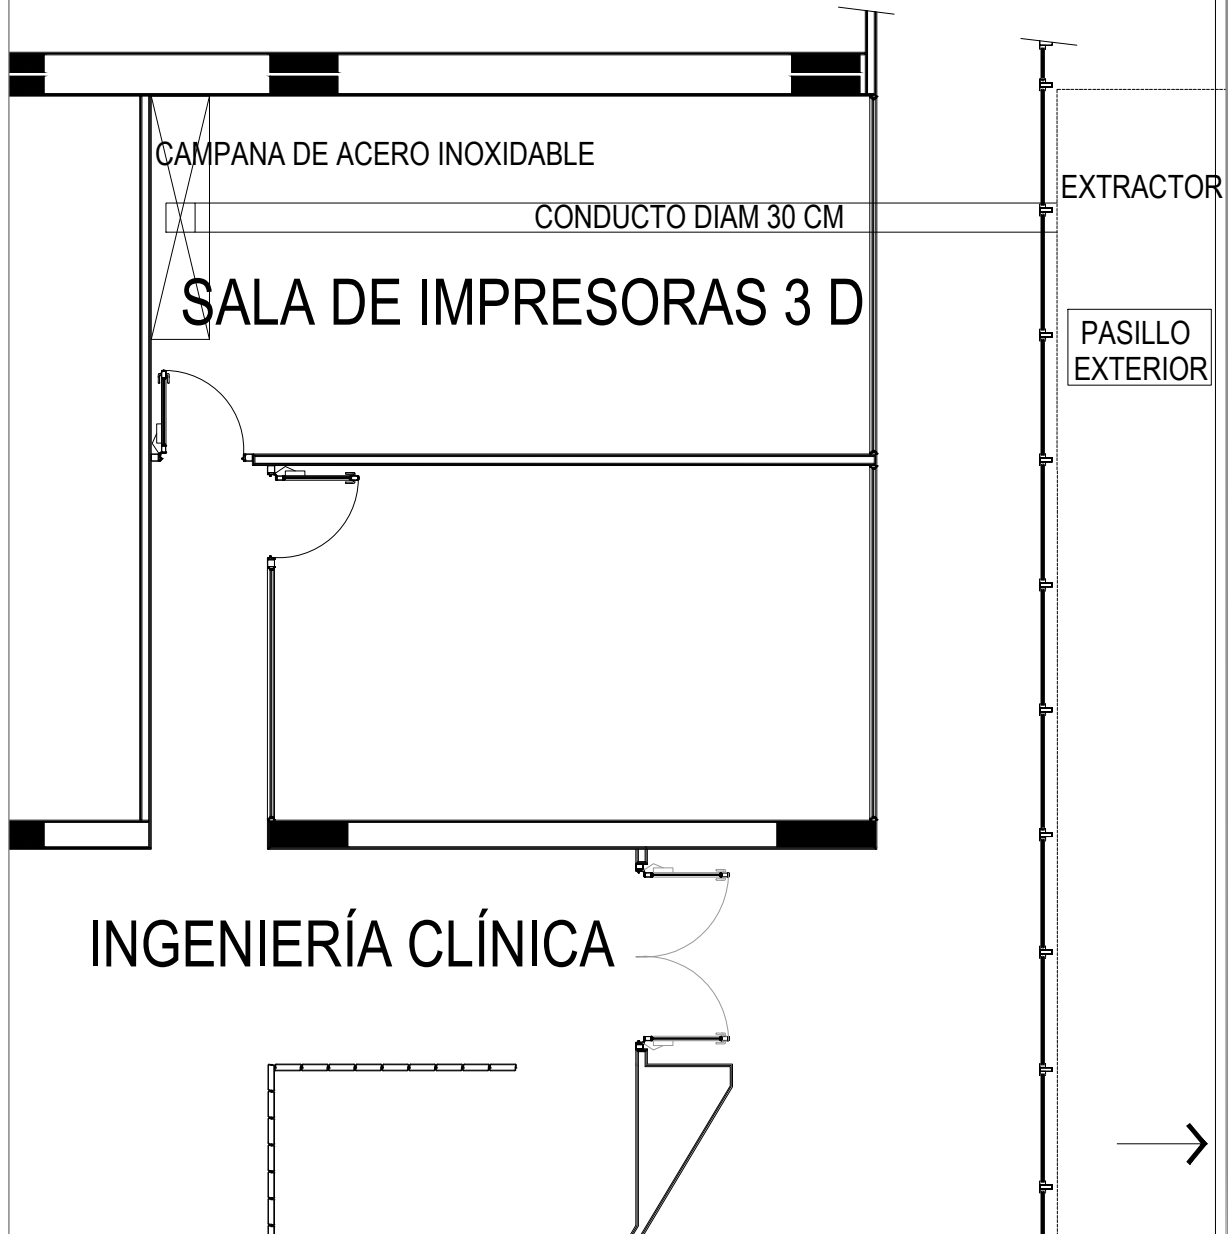 CAMPANA DE ACERO INOXIDABLE
EXTRACTOR
CONDUCTO DIAM 30 CM
SALA DE IMPRESORAS 3 D
PASILLO
EXTERIOR
INGENIERÍA CLÍNICA